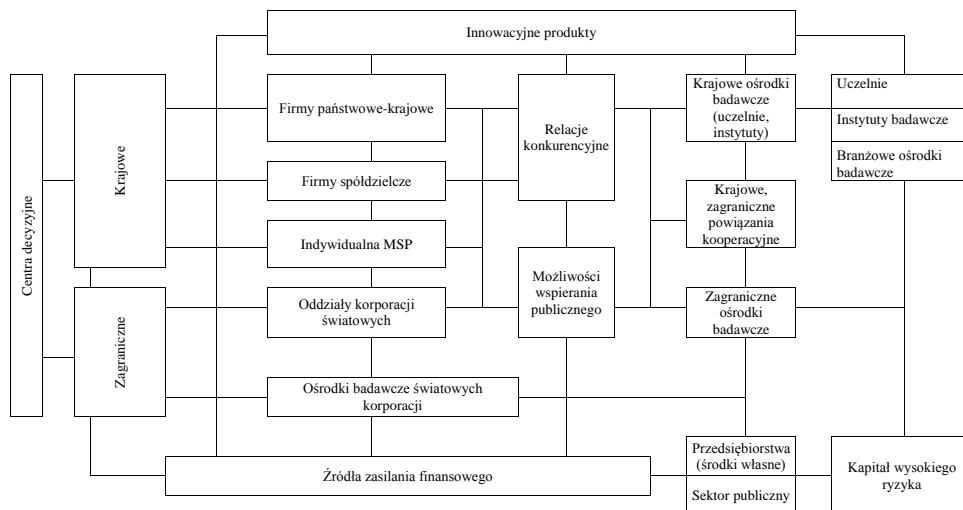 Innowacyjne produkty
Centra decyzyjne
Krajowe
Zagraniczne
Firmy państwowe-krajowe
Firmy spółdzielcze
Indywidualna MSP
Oddziały korporacji
światowych
Ośrodki badawcze światowych
korporacji
Relacje
konkurencyjne
Możliwości
wspierania
publicznego
Krajowe ośrodki
badawcze
(uczelnie,
instytuty)
Krajowe,
zagraniczne
powiązania
kooperacyjne
Zagraniczne
ośrodki
badawcze
Uczelnie
Instytuty badawcze
Branżowe ośrodki
badawcze
Źródła zasilania finansowego
Przedsiębiorstwa
(środki własne)
Sektor publiczny
Kapitał wysokiego
ryzyka